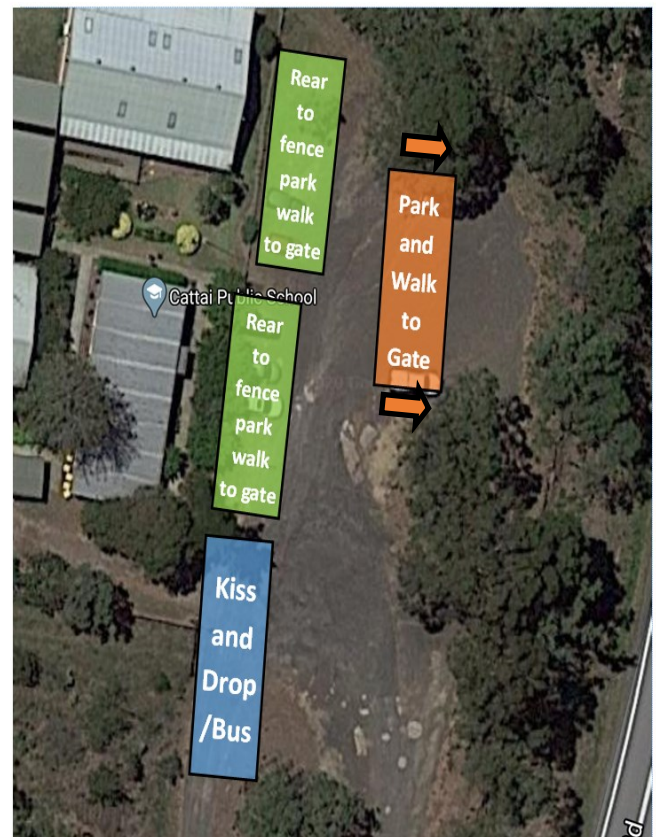 Rear
to
fence
park
walk
to gate
Park
and
Walk
to
Gate
Cattai Public School
Rear
to
fence
park
walk
to gate
Kiss
and
Drop
/Bus
d